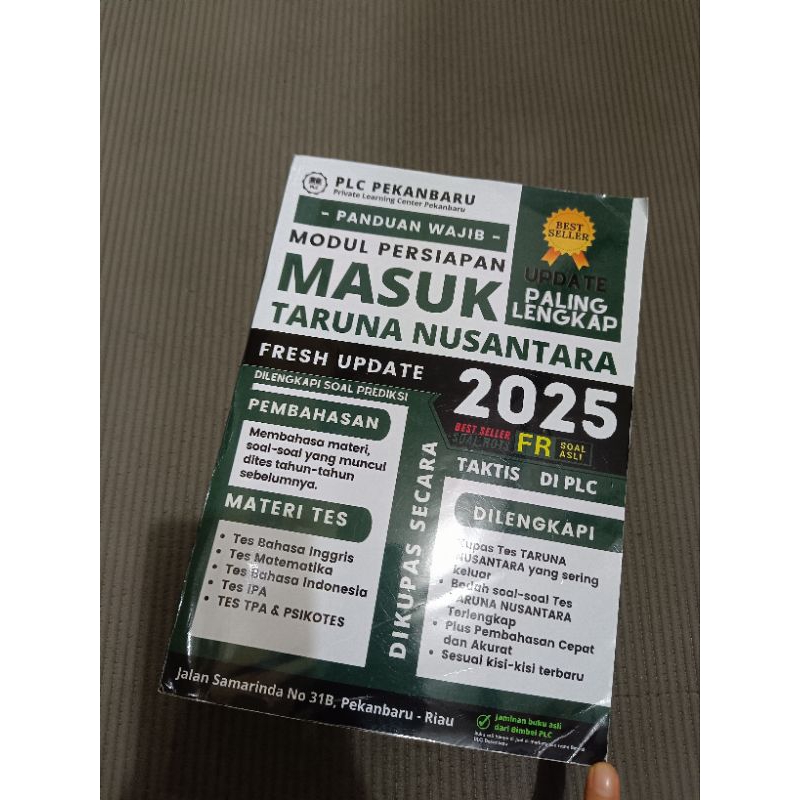 PLC PEKANBARU
Private Learning Center Pekanbaru
- PANDUAN WAJIB -
MODUL PERSIAPAN
MASUK
TARUNA NUSANTARA
BEST
SELLER
UPDATE
PALING
LENGKAP
FRESH UPDATE
2025
DILENGKAPI SOAL PREDIKSI
BEST SELLER
SOAL HOTS
FR
SOAL
ASLI
PEMBAHASAN
Membahasa materi,
soal-soal yang muncul
dites tahun-tahun
sebelumnya.
MATERI TES
• Tes Bahasa Inggris
• Tes Matematika
• Tes Bahasa Indonesia
• Tes IPA
• TES TPA & PSIKOTES
DIKUPAS SECARA
TAKTIS DI PLC
DILENGKAPI
Kupas Tes TARUNA
NUSANTARA yang sering
keluar
• Bedah soal-soal Tes
TARUNA NUSANTARA
Terlengkap
• Plus Pembahasan Cepat
dan Akurat
• Sesuai kisi-kisi terbaru
Jalan Samarinda No 31B, Pekanbaru - Riau
jaminan buku asli
dari Bimbel PLC